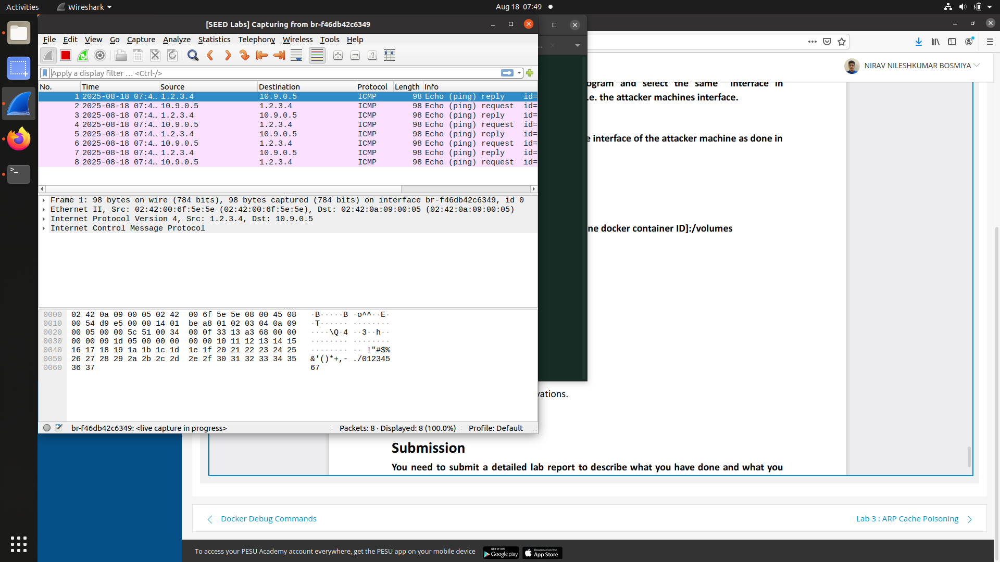 Activities
Wireshark
Aug 18 07:49
[SEED Labs] Capturing from br-f46db42c6349
File Edit View Go Capture Analyze Statistics Telephony Wireless Tools Help
Apply a display filter … <Ctrl-/>
No. Time Source Destination Protocol Length Info
1 2025-08-18 07:4… 1.2.3.4 10.9.0.5 ICMP 98 Echo (ping) reply id=
2 2025-08-18 07:4… 10.9.0.5 1.2.3.4 ICMP 98 Echo (ping) request id=
3 2025-08-18 07:4… 1.2.3.4 10.9.0.5 ICMP 98 Echo (ping) reply id=
4 2025-08-18 07:4… 10.9.0.5 1.2.3.4 ICMP 98 Echo (ping) request id=
5 2025-08-18 07:4… 1.2.3.4 10.9.0.5 ICMP 98 Echo (ping) reply id=
6 2025-08-18 07:4… 10.9.0.5 1.2.3.4 ICMP 98 Echo (ping) request id=
7 2025-08-18 07:4… 1.2.3.4 10.9.0.5 ICMP 98 Echo (ping) reply id=
8 2025-08-18 07:4… 10.9.0.5 1.2.3.4 ICMP 98 Echo (ping) request id=
Frame 1: 98 bytes on wire (784 bits), 98 bytes captured (784 bits) on interface br-f46db42c6349, id 0
Ethernet II, Src: 02:42:00:6f:5e:5e (02:42:00:6f:5e:5e), Dst: 02:42:0a:09:00:05 (02:42:0a:09:00:05)
Internet Protocol Version 4, Src: 1.2.3.4, Dst: 10.9.0.5
Internet Control Message Protocol
0000 02 42 0a 09 00 05 02 42 00 6f 5e 5e 08 00 45 08 ·B·····B ·o^^··E·
0010 00 54 d9 e5 00 00 14 01 be a8 01 02 03 04 0a 09 ·T······ ········
0020 00 05 00 00 5c 51 00 34 00 0f 33 13 a3 68 00 00 ····\Q·4 ··3··h··
0030 00 00 09 1d 05 00 00 00 00 00 10 11 12 13 14 15 ········ ········
0040 16 17 18 19 1a 1b 1c 1d 1e 1f 20 21 22 23 24 25 ········ ·· !"#$%
0050 26 27 28 29 2a 2b 2c 2d 2e 2f 30 31 32 33 34 35 &'()*+,- ./012345
0060 36 37 67
br-f46db42c6349: <live capture in progress>
Packets: 8 · Displayed: 8 (100.0%)
Profile: Default
NIRAV NILESHKUMAR BOSMIYA
ogram and select the same interface in
.e. the attacker machines interface.
e interface of the attacker machine as done in
ne docker container ID]:/volumes
vations.
Submission
You need to submit a detailed lab report to describe what you have done and what you
Docker Debug Commands
Lab 3 : ARP Cache Poisoning
To access your PESU Academy account everywhere, get the PESU app on your mobile device
GET IT ON
Google play
Download on the
App Store